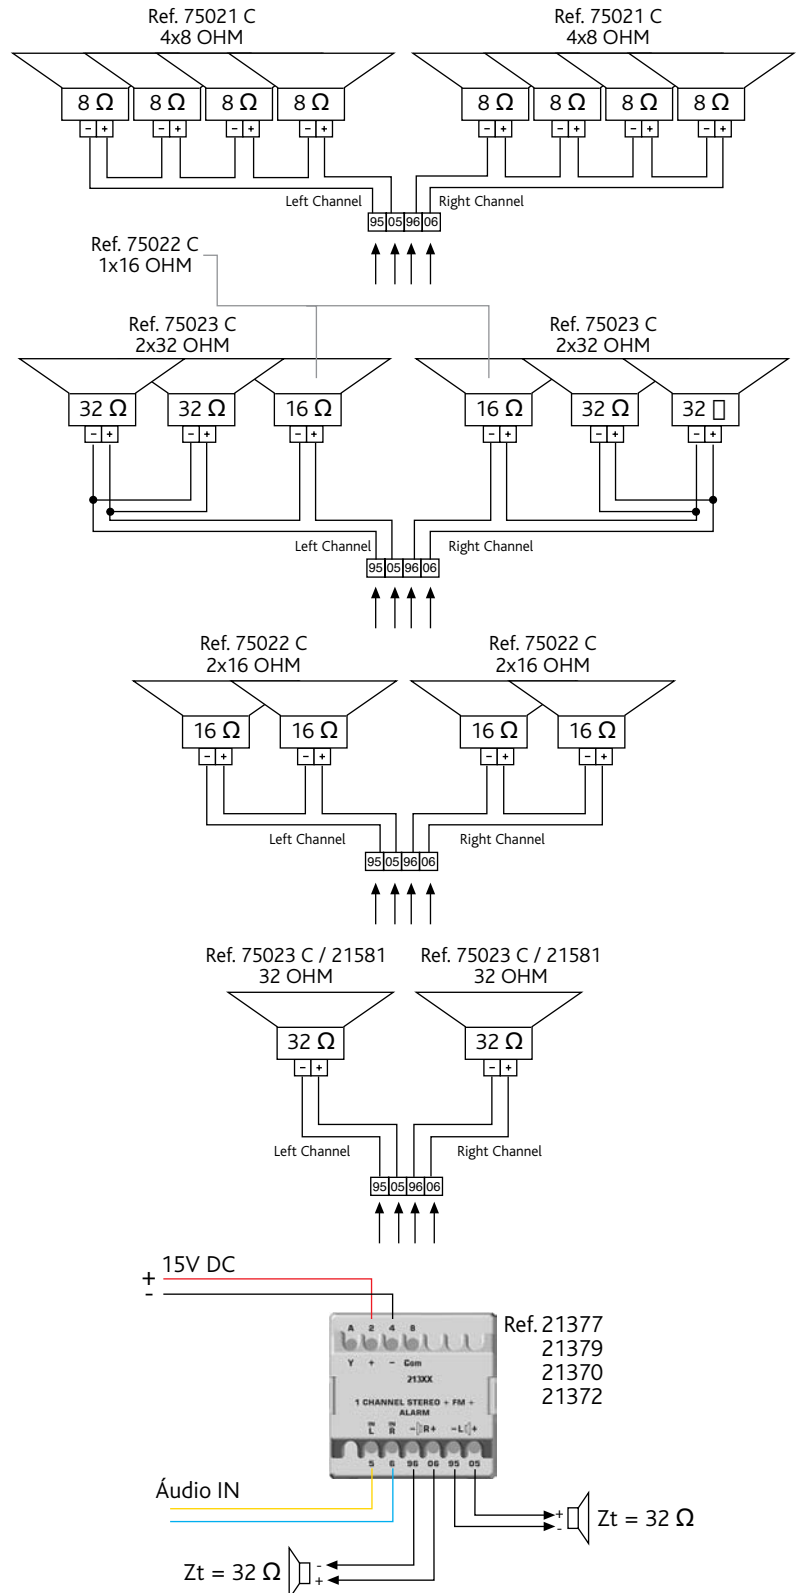 Ref. 75021 C Ref. 75021 C
4x8 OHM 4x8 OHM
8 Ω 8 Ω 8 Ω 8 Ω 8 Ω 8 Ω 8 Ω 8 Ω
- + - + - + - + - + - + - + - +
Left Channel Right Channel
95 05 96 06
Ref. 75022 C
1x16 OHM
Ref. 75023 C Ref. 75023 C
2x32 OHM 2x32 OHM
32 Ω 32 Ω 16 Ω 16 Ω 32 Ω 32 ▯
- + - + - + - + - + - +
Left Channel Right Channel
95 05 96 06
Ref. 75022 C Ref. 75022 C
2x16 OHM 2x16 OHM
16 Ω 16 Ω 16 Ω 16 Ω
- + - + - + - +
Left Channel Right Channel
95 05 96 06
Ref. 75023 C / 21581 Ref. 75023 C / 21581
32 OHM 32 OHM
32 Ω 32 Ω
- + - +
Left Channel Right Channel
95 05 96 06
+ 15V DC
-
Ref. 21377
21379
21370
21372
A 2 4 B
Y + - Com
213XX
1 CHANNEL STEREO + FM +
ALARM
IN IN
L R - R + - L +
5 6 96 06 95 05
Áudio IN
+ Zt = 32 Ω
-
Zt = 32 Ω -
+